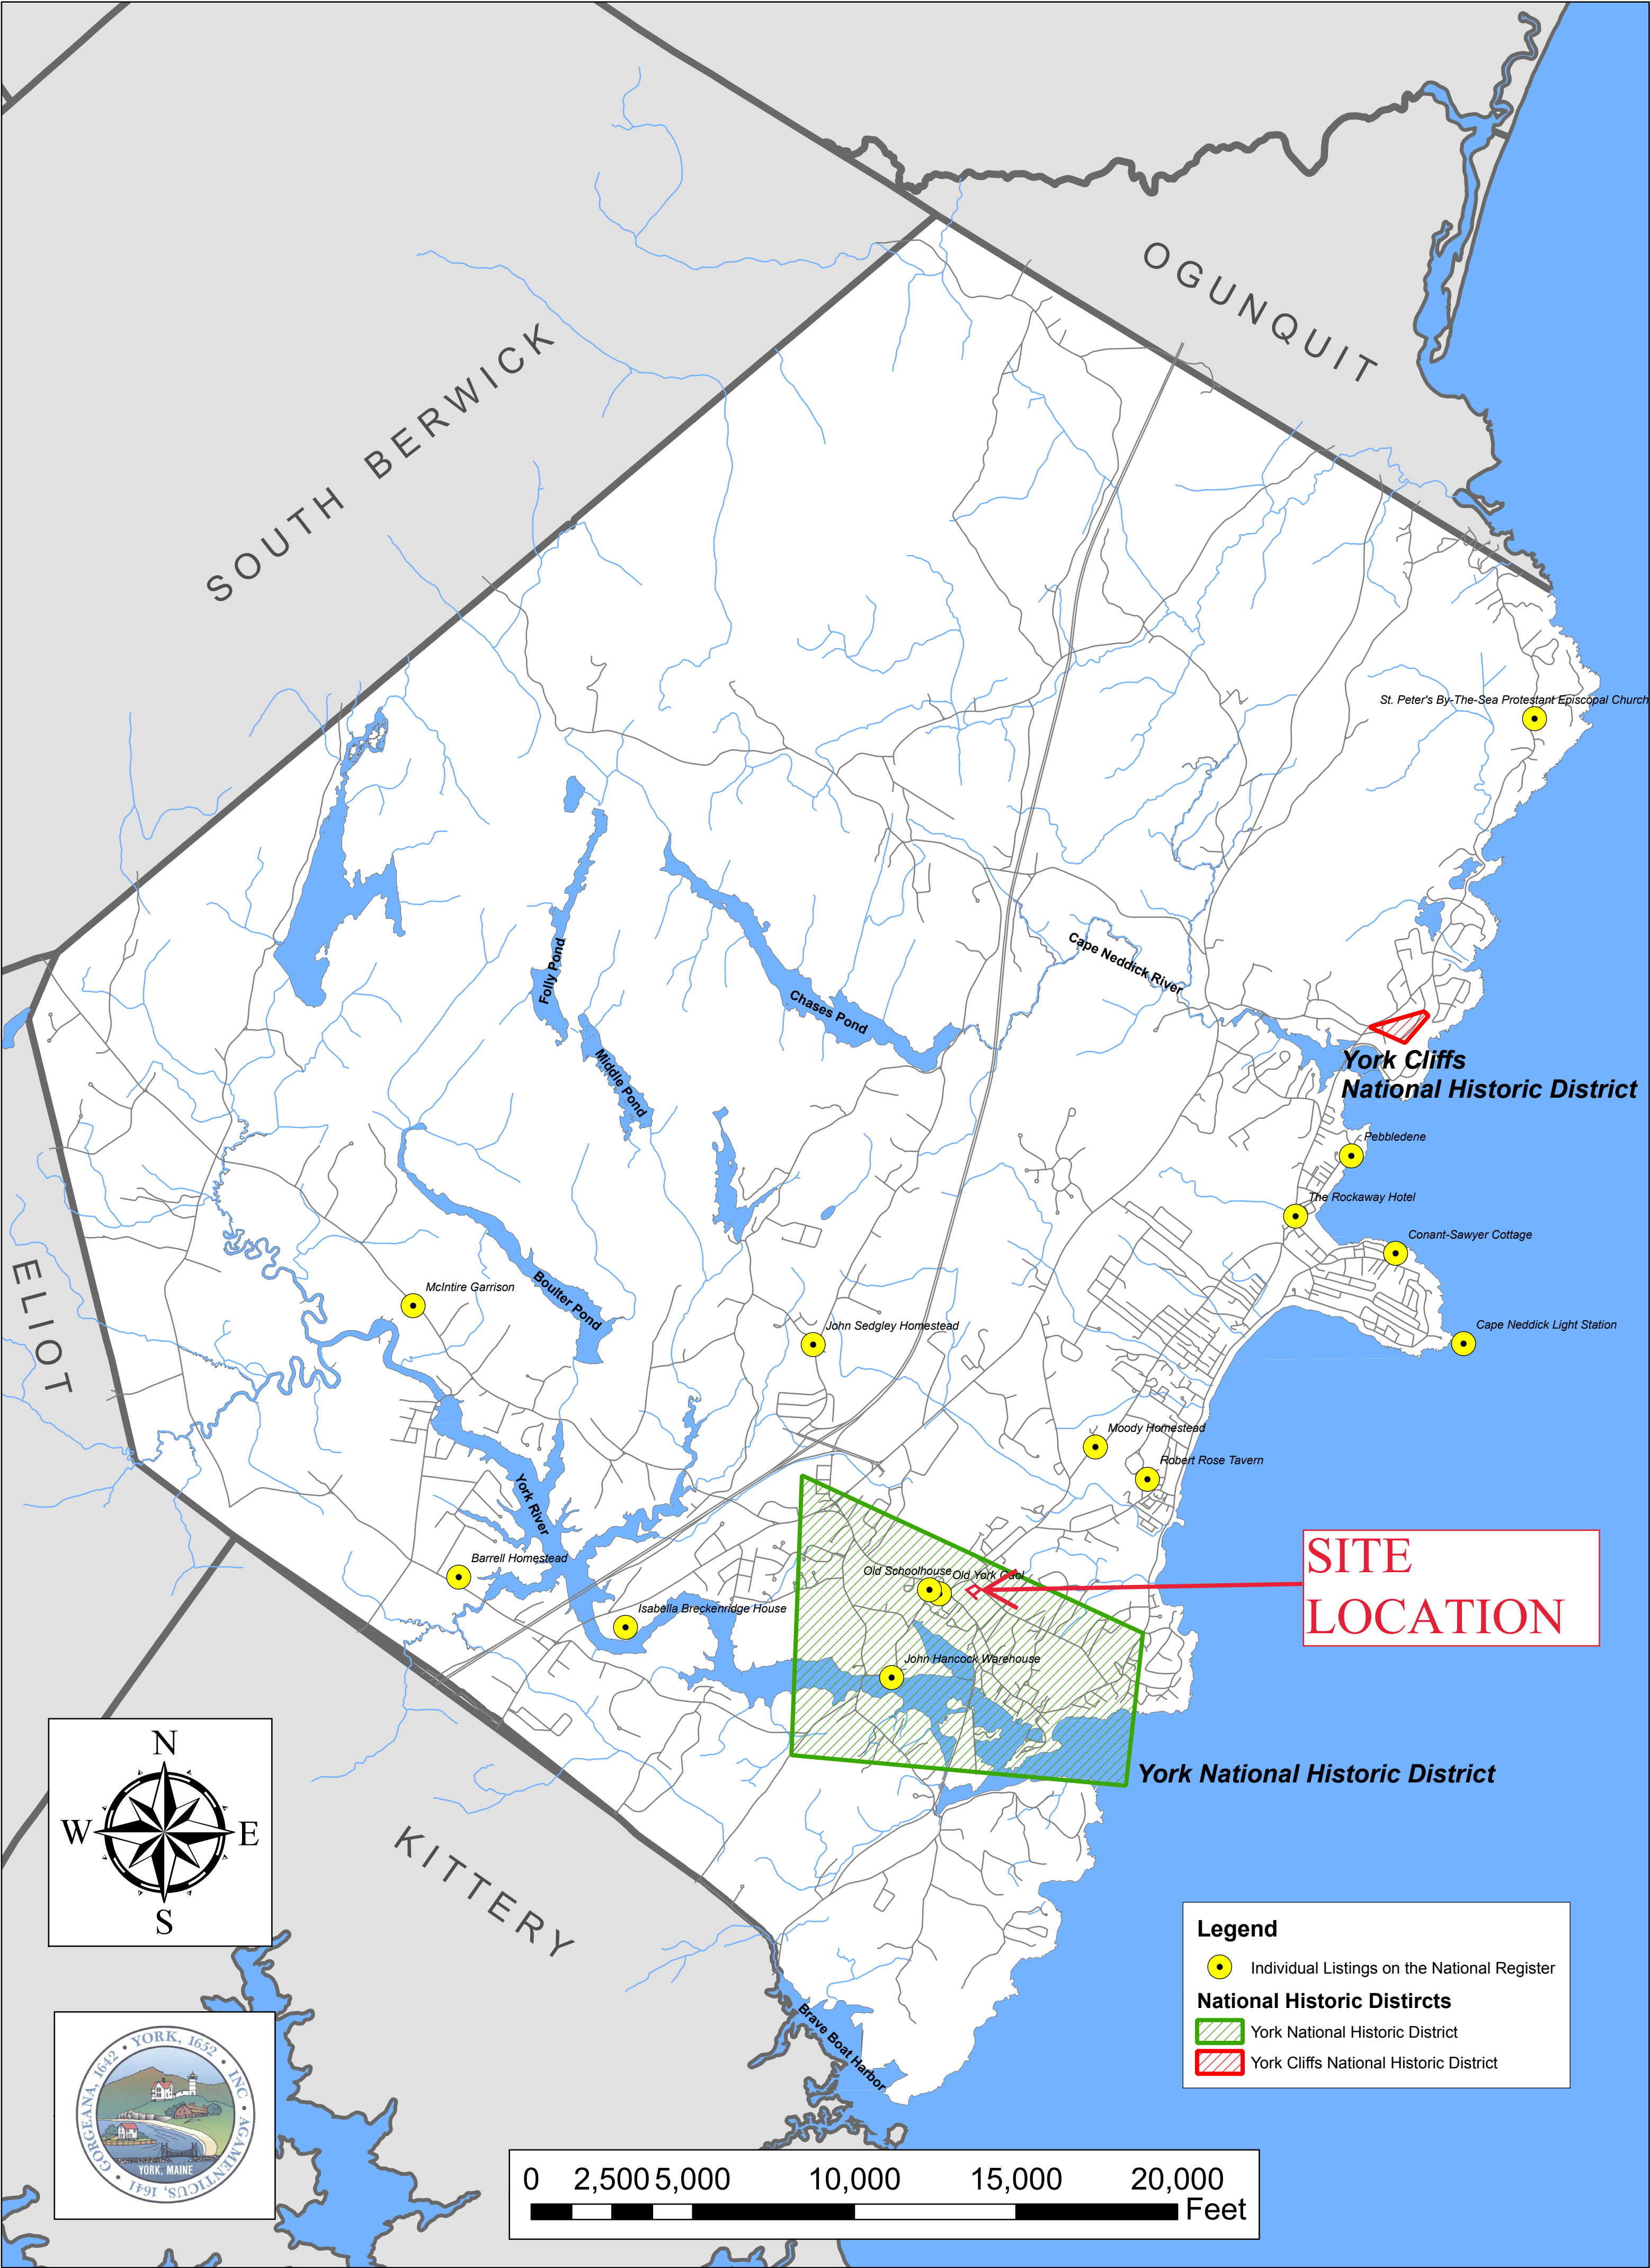 OGUNQUIT
SOUTH BERWICK
St. Peter's By-The-Sea Protestant Episcopal Church
Cape Neddick River
Folly Pond
Chases Pond
York Cliffs
National Historic District
Middle Pond
Pebbledene
The Rockaway Hotel
Conant-Sawyer Cottage
ELIOT
McIntire Garrison
Boulter Pond
John Sedgley Homestead
Cape Neddick Light Station
Moody Homestead
Robert Rose Tavern
York River
SITE
LOCATION
Barrell Homestead
Old Schoolhouse
Old York Gaol
Isabella Breckenridge House
John Hancock Warehouse
York National Historic District
N
W
E
S
KITTERY
Legend
Individual Listings on the National Register
National Historic Distircts
York National Historic District
York Cliffs National Historic District
Brave Boat Harbor
GORGEANA, 1642 • YORK, 1652 • INC • AGAMENTICUS, 1641 •
YORK, MAINE
0 2,500 5,000 10,000 15,000 20,000
Feet